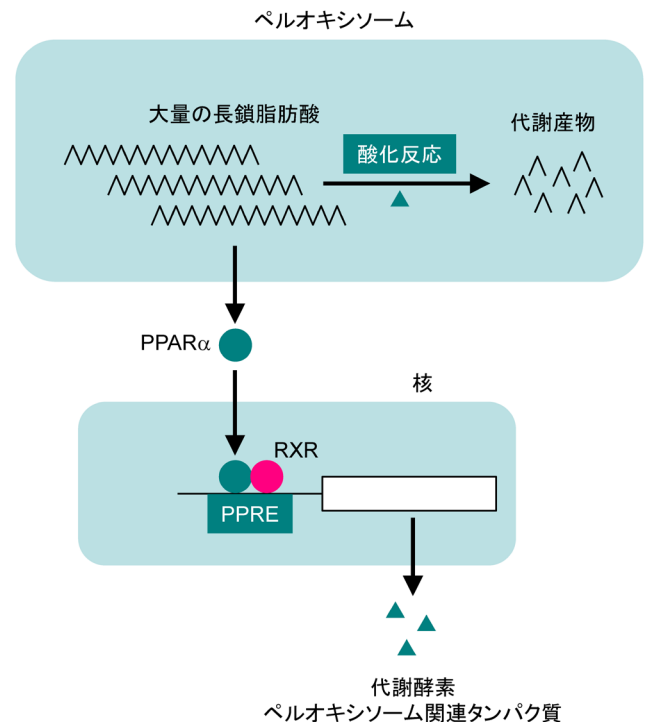 ペルオキシソーム
大量の長鎖脂肪酸
酸化反応
代謝産物
PPARα
核
RXR
PPRE
代謝酵素
ペルオキシソーム関連タンパク質